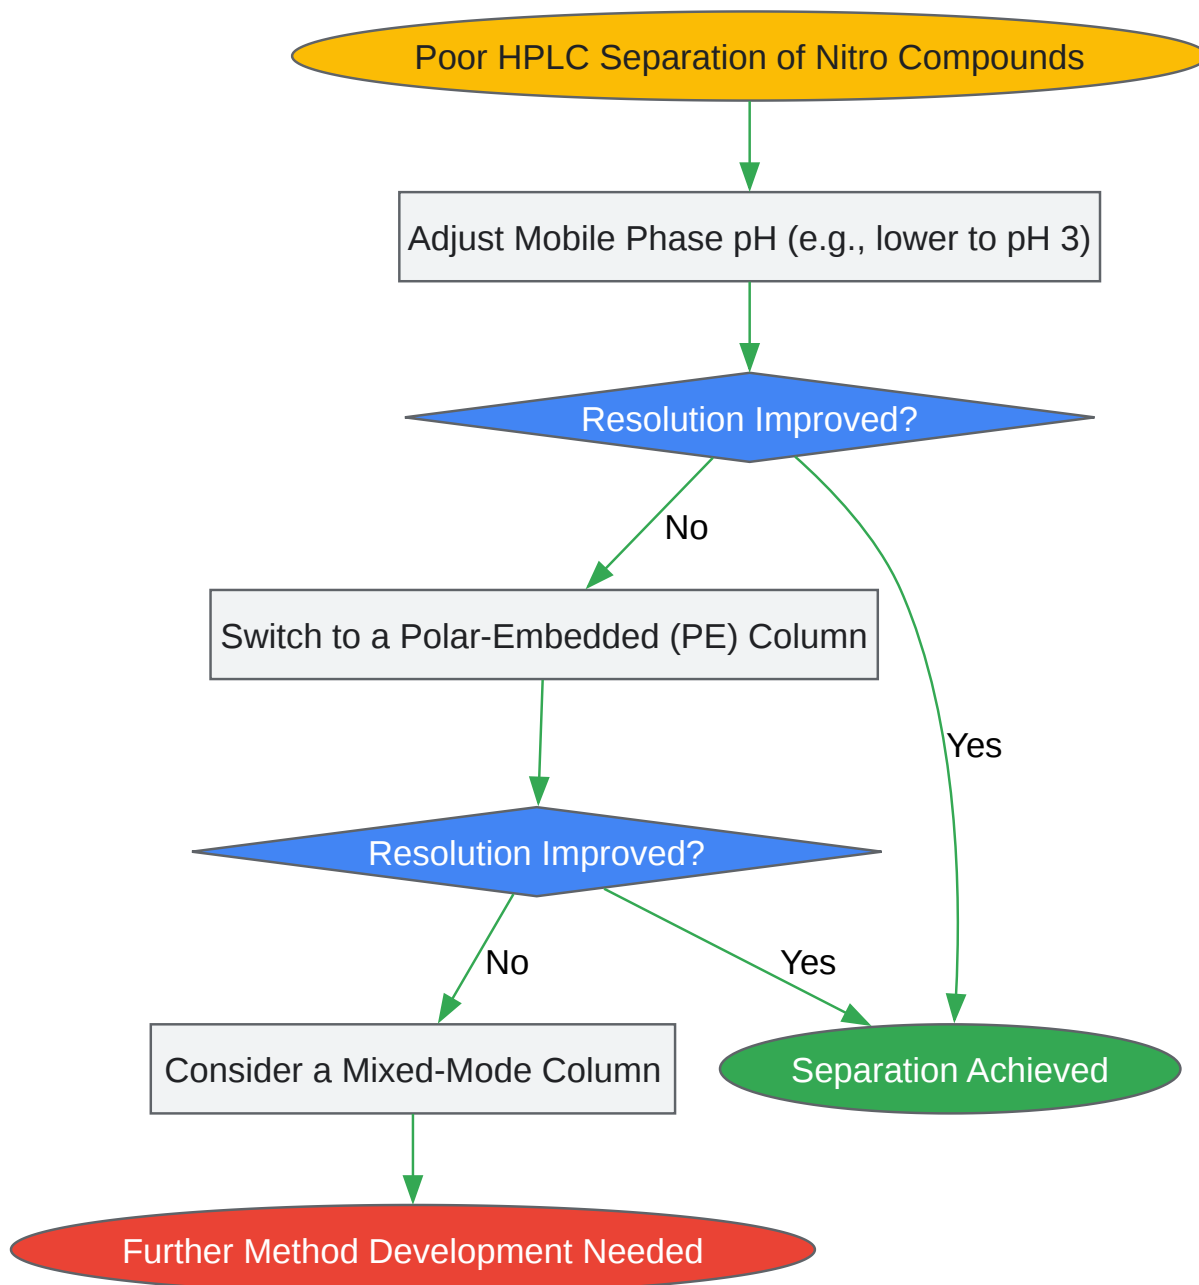 Poor HPLC Separation of Nitro Compounds
Adjust Mobile Phase pH (e.g., lower to pH 3)
Resolution Improved?
No
Switch to a Polar-Embedded (PE) Column
Yes
Resolution Improved?
No
Yes
Consider a Mixed-Mode Column
Separation Achieved
Further Method Development Needed